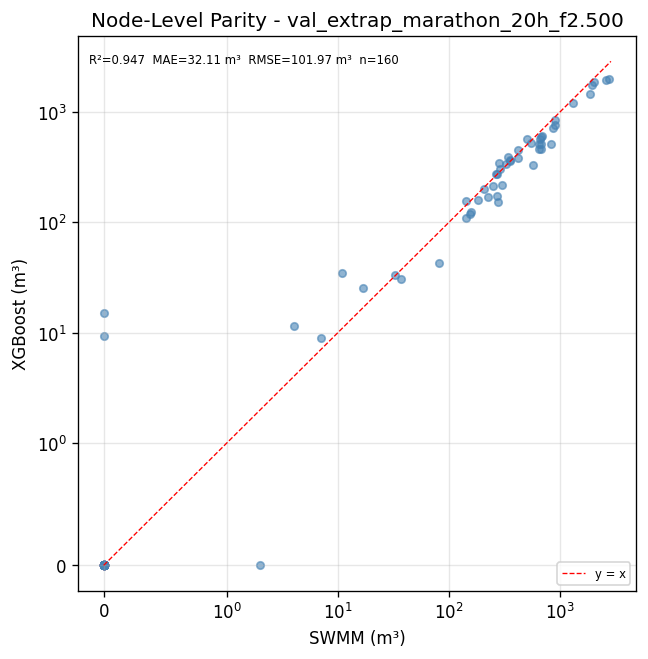 Node-Level Parity - val_extrap_marathon_20h_f2.500
R²=0.947  MAE=32.11 m³  RMSE=101.97 m³  n=160
XGBoost (m³)
10³
10²
10¹
10⁰
0
y = x
0
10⁰
10¹
10²
10³
SWMM (m³)